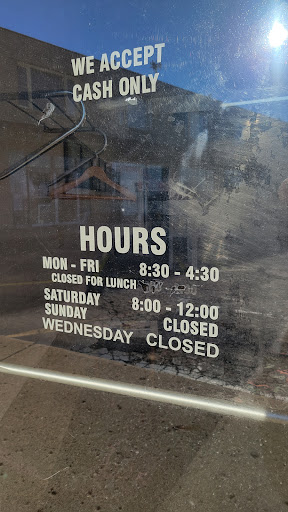 WE ACCEPT
CASH ONLY
HOURS
MON - FRI 8:30 - 4:30
CLOSED FOR LUNCH
SATURDAY 8:00 - 12:00
SUNDAY CLOSED
WEDNESDAY CLOSED